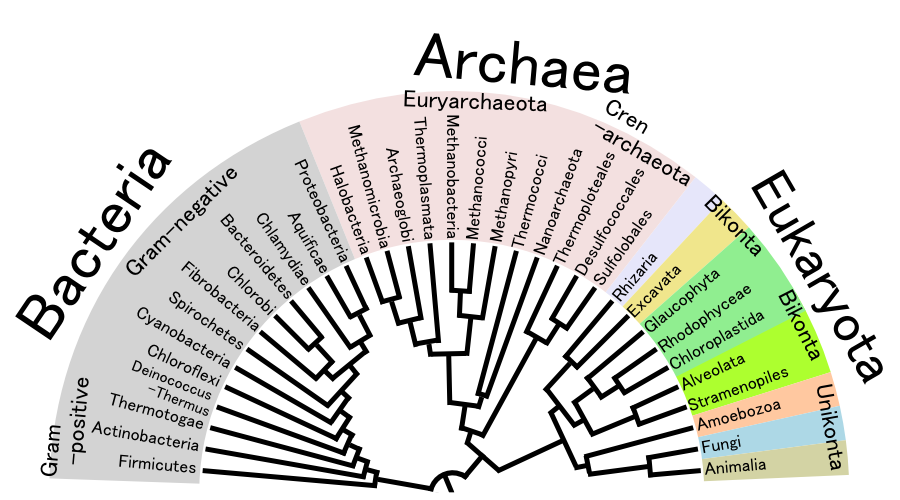 Archaea
Bacteria
Eukaryota
Gram
-positive
Gram-negative
Euryarchaeota
Cren
-archaeota
Bikonta
Bikonta
Unikonta
Firmicutes
Actinobacteria
Thermotogae
Deinococcus
-Thermus
Chloroflexi
Cyanobacteria
Spirochetes
Fibrobacteria
Chlorobi
Bacteroidetes
Chlamydiae
Aquificae
Proteobacteria
Halobacteria
Methanomicrobia
Archaeoglobi
Thermoplasmata
Methanobacteria
Methanococci
Methanopyri
Thermococci
Nanoarchaeota
Thermoploteales
Desulfococcales
Sulfolobales
Rhizaria
Excavata
Glaucophyta
Rhodophyceae
Chloroplastida
Alveolata
Stramenopiles
Amoebozoa
Fungi
Animalia